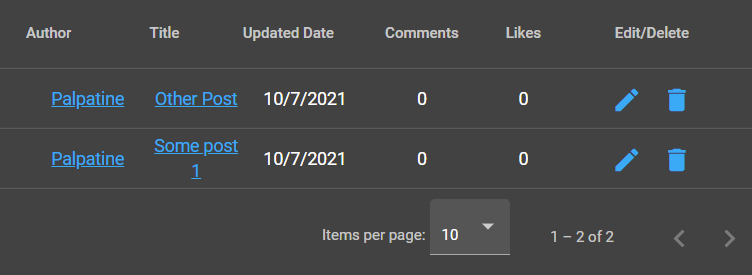 Author Title Updated Date Comments Likes Edit/Delete
Palpatine Other Post 10/7/2021 0 0
Palpatine Some post 10/7/2021 0 0
1
Items per page: 10 1 – 2 of 2